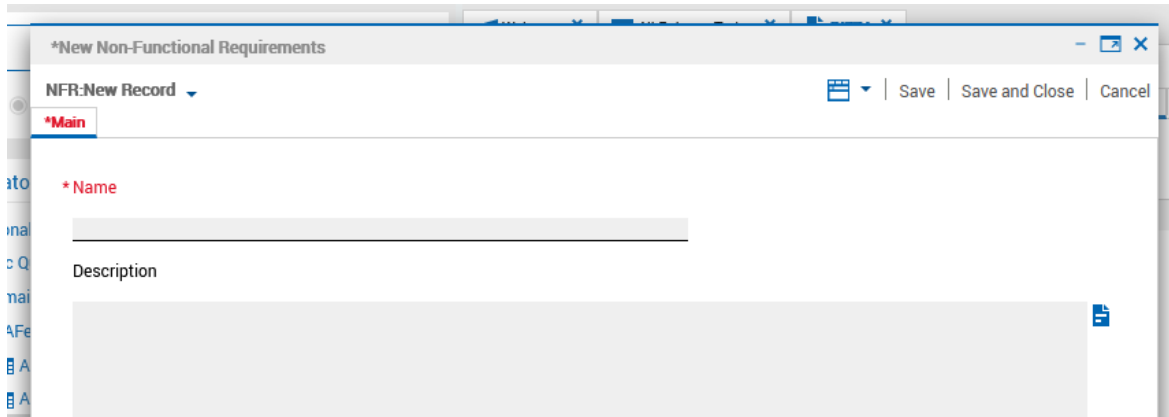 *New Non-Functional Requirements
NFR:New Record
Save
Save and Close
Cancel
*Main
* Name
Description